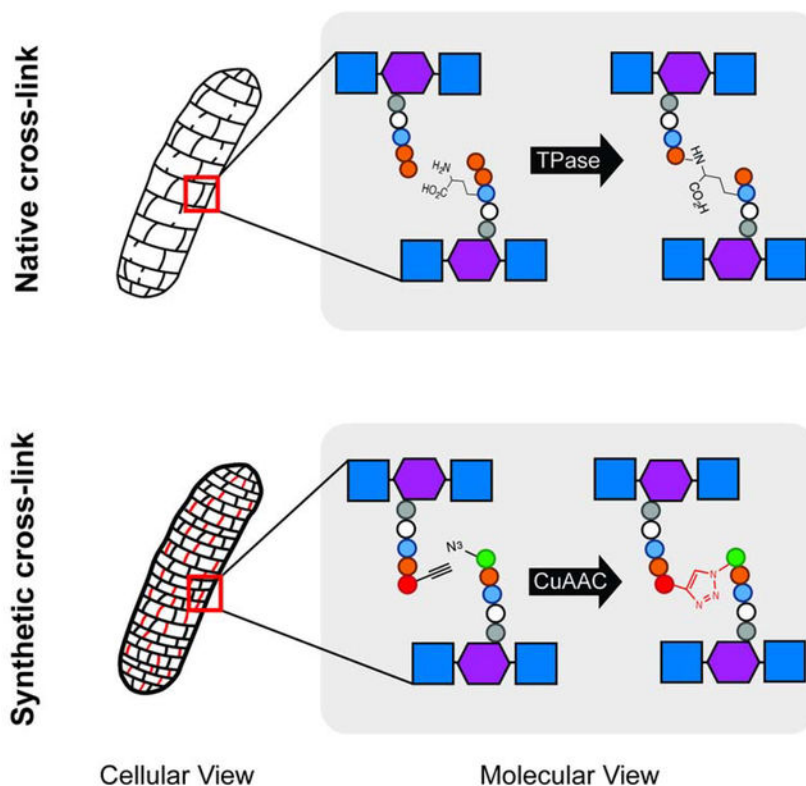 Native cross-link
H₂N
HO₂C
TPase
HN
CO₂H
Synthetic cross-link
N³
CuAAC
N
N
N
Cellular View
Molecular View